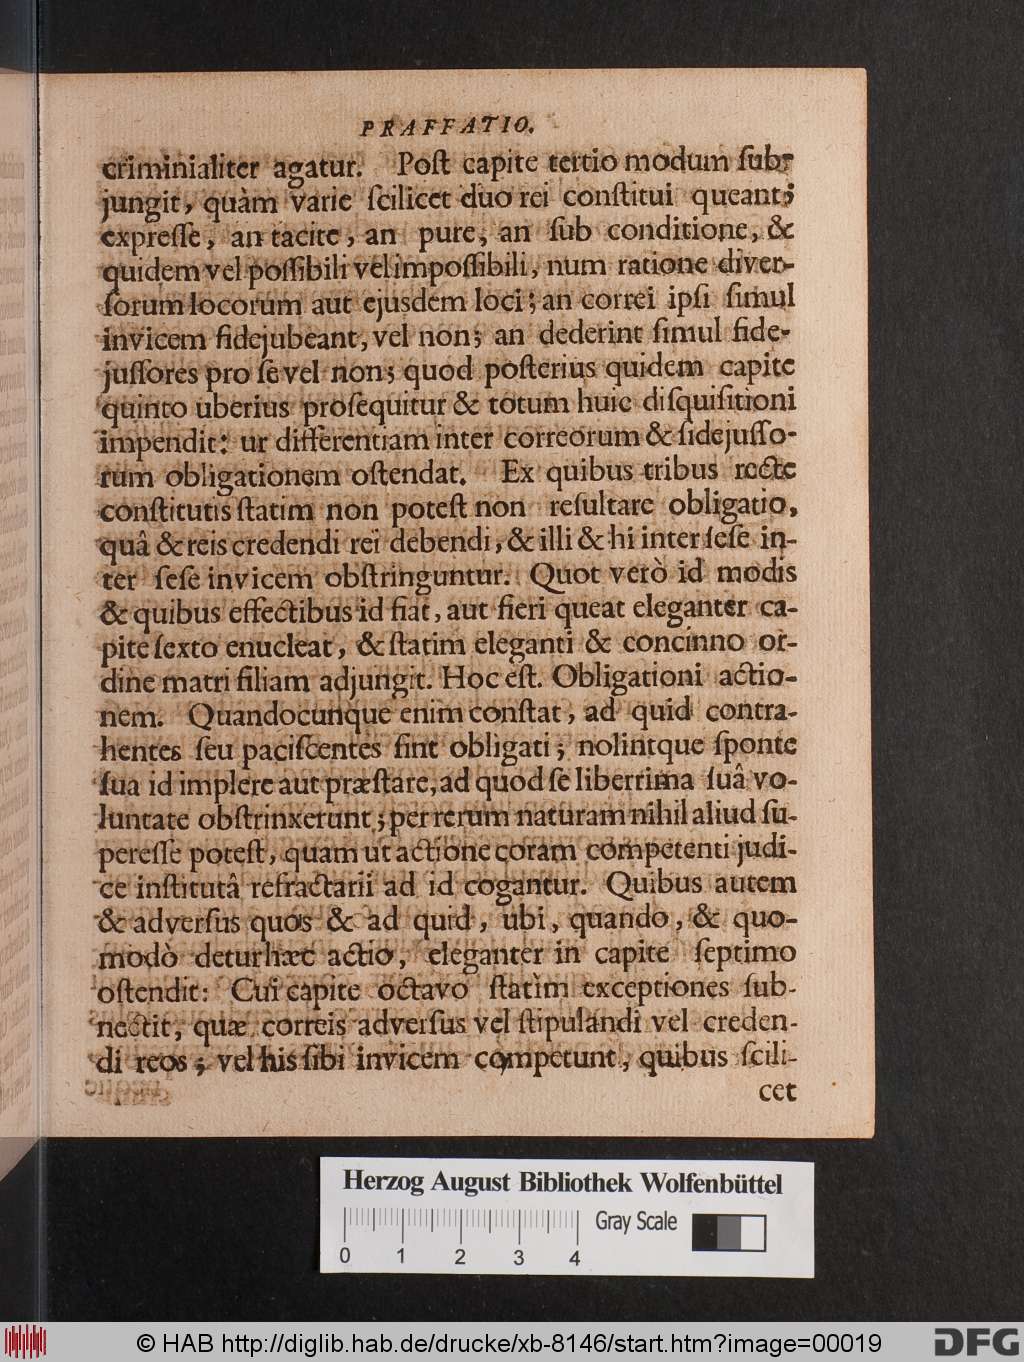 PRAFFATIO.
criminialiter agatur. Poſt capite tertio modum ſub-
jungit, quàm varie ſcilicet duo rei conſtitui queant;
expreſſe, an tacite, an pure, an ſub conditione, &
quidem vel poſſibili vel impoſſibili, num ratione diver-
ſorum locorum aut ejusdem loci; an correi ipſi ſimul
invicem fidejubeant, vel non; an dederint ſimul fide-
juſſores pro ſe vel non; quod poſterius quidem capite
quinto uberius proſequitur & totum huic diſquiſitioni
impendit: ur differentiam inter correorum & fidejuſſo-
rum obligationem oſtendat. Ex quibus tribus recte
conſtitutis ſtatim non poteſt non reſultare obligatio,
quâ & reis credendi rei debendi, & illi & hi inter ſeſe in-
ter ſeſe invicem obſtringuntur. Quot verò id modis
& quibus effectibus id fiat, aut fieri queat eleganter ca-
pite ſexto enucleat, & ſtatim eleganti & concinno or-
dine matri filiam adjungit. Hoc eſt. Obligationi actio-
nem. Quandocunque enim conſtat, ad quid contra-
hentes ſeu paciſcentes ſint obligati; nolintque ſponte
ſua id implere aut præſtare, ad quod ſe liberrima ſuâ vo-
luntate obſtrinxerunt; per rerum naturam nihil aliud ſu-
pereſſe poteſt, quam ut actione coram competenti judi-
ce inſtitutâ refractarii ad id cogantur. Quibus autem
& adverſus quos & ad quid, ubi, quando, & quo-
modò detur hæc actio, eleganter in capite ſeptimo
oſtendit: Cui capite octavo ſtatìm exceptiones ſub-
nectit, quæ correis adverſus vel ſtipulandi vel creden-
di reos; vel his ſibi invicem competunt, quibus ſcili-
cet
Herzog August Bibliothek Wolfenbüttel
Gray Scale
0 1 2 3 4
© HAB http://diglib.hab.de/drucke/xb-8146/start.htm?image=00019
DFG